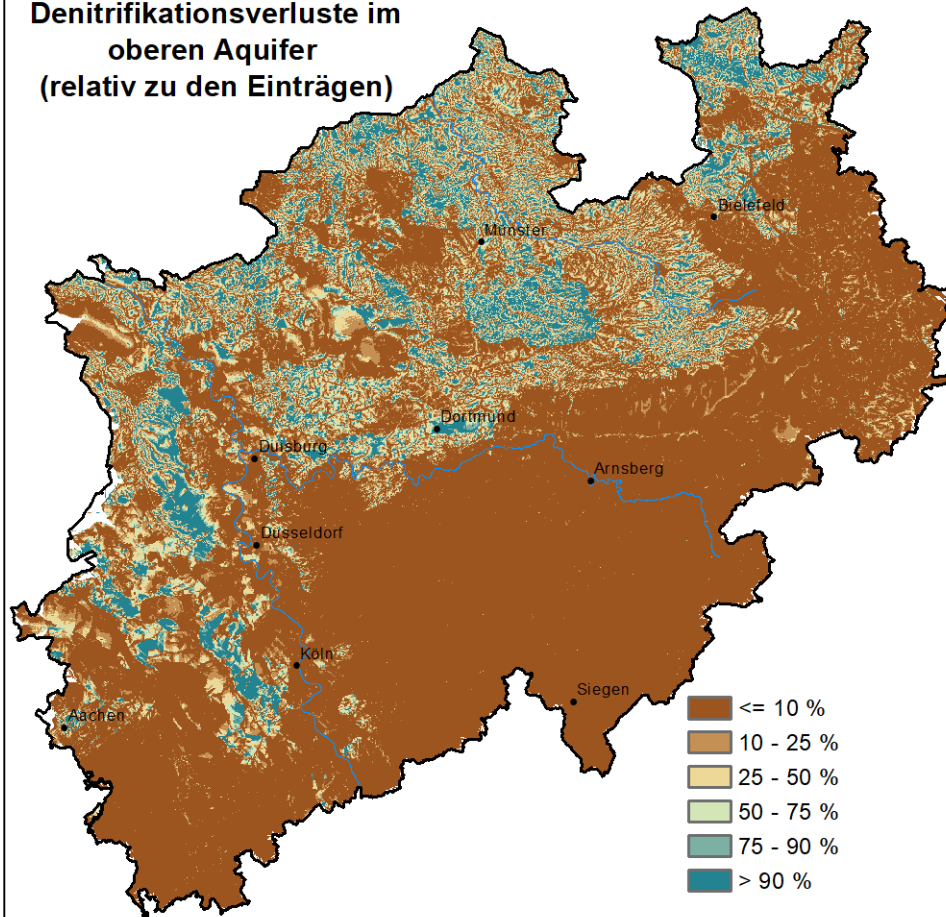 Denitrifikationsverluste im
oberen Aquifer
(relativ zu den Einträgen)
Bielefeld
Münster
Dortmund
Duisburg
Arnsberg
Düsseldorf
Köln
Siegen
Aachen
<= 10 %
10 - 25 %
25 - 50 %
50 - 75 %
75 - 90 %
> 90 %